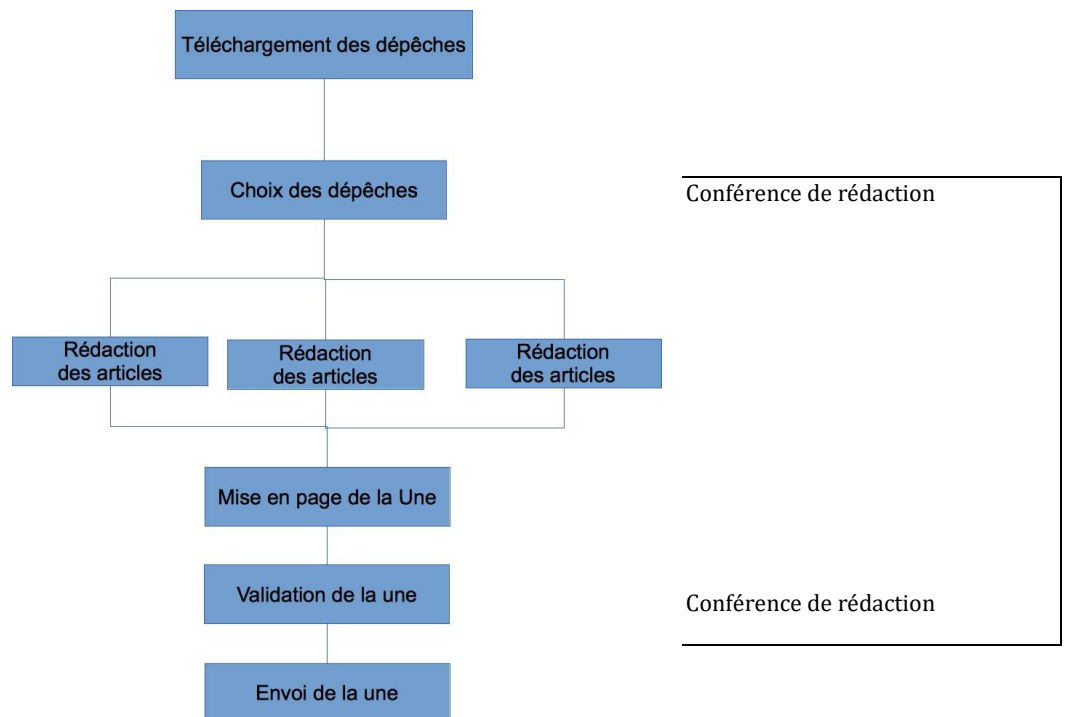 Téléchargement des dépêches
Choix des dépêches
Conférence de rédaction
Rédaction
des articles
Rédaction
des articles
Rédaction
des articles
Mise en page de la Une
Validation de la une
Conférence de rédaction
Envoi de la une